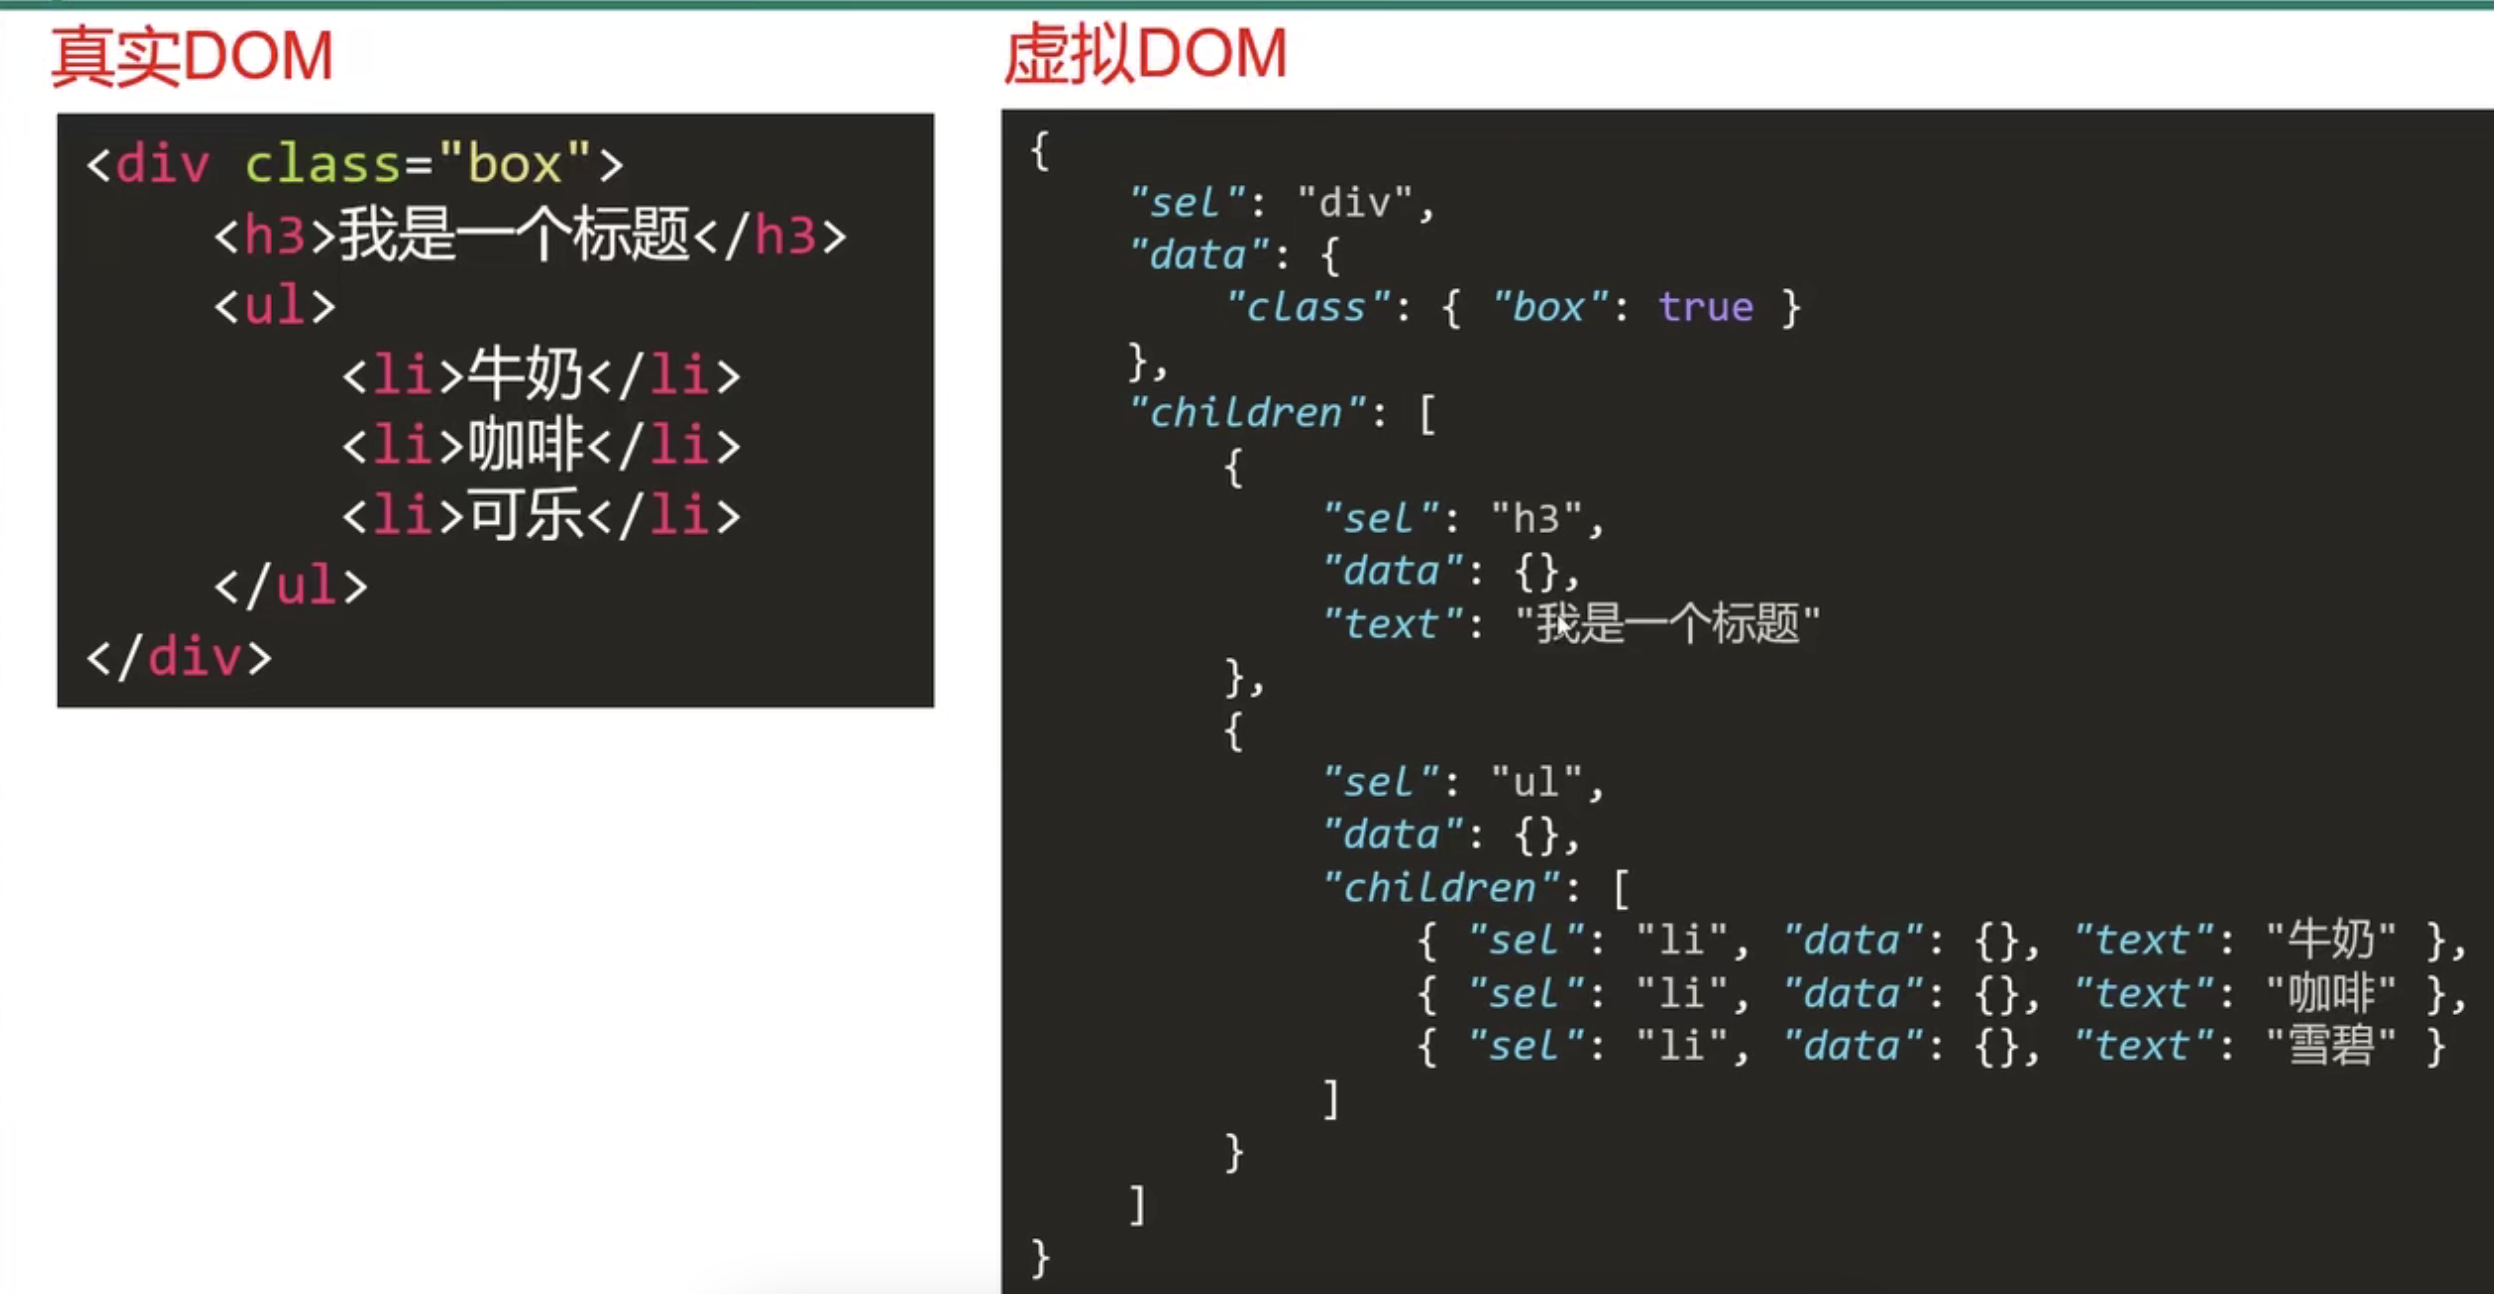 真实DOM
<div class="box">
    <h3>我是一个标题</h3>
    <ul>
        <li>牛奶</li>
        <li>咖啡</li>
        <li>可乐</li>
    </ul>
</div>
虚拟DOM
{
    "sel": "div",
    "data": {
        "class": { "box": true }
    },
    "children": [
        {
            "sel": "h3",
            "data": {},
            "text": "我是一个标题"
        },
        {
            "sel": "ul",
            "data": {},
            "children": [
                { "sel": "li", "data": {}, "text": "牛奶" },
                { "sel": "li", "data": {}, "text": "咖啡" },
                { "sel": "li", "data": {}, "text": "雪碧" }
            ]
        }
    ]
}